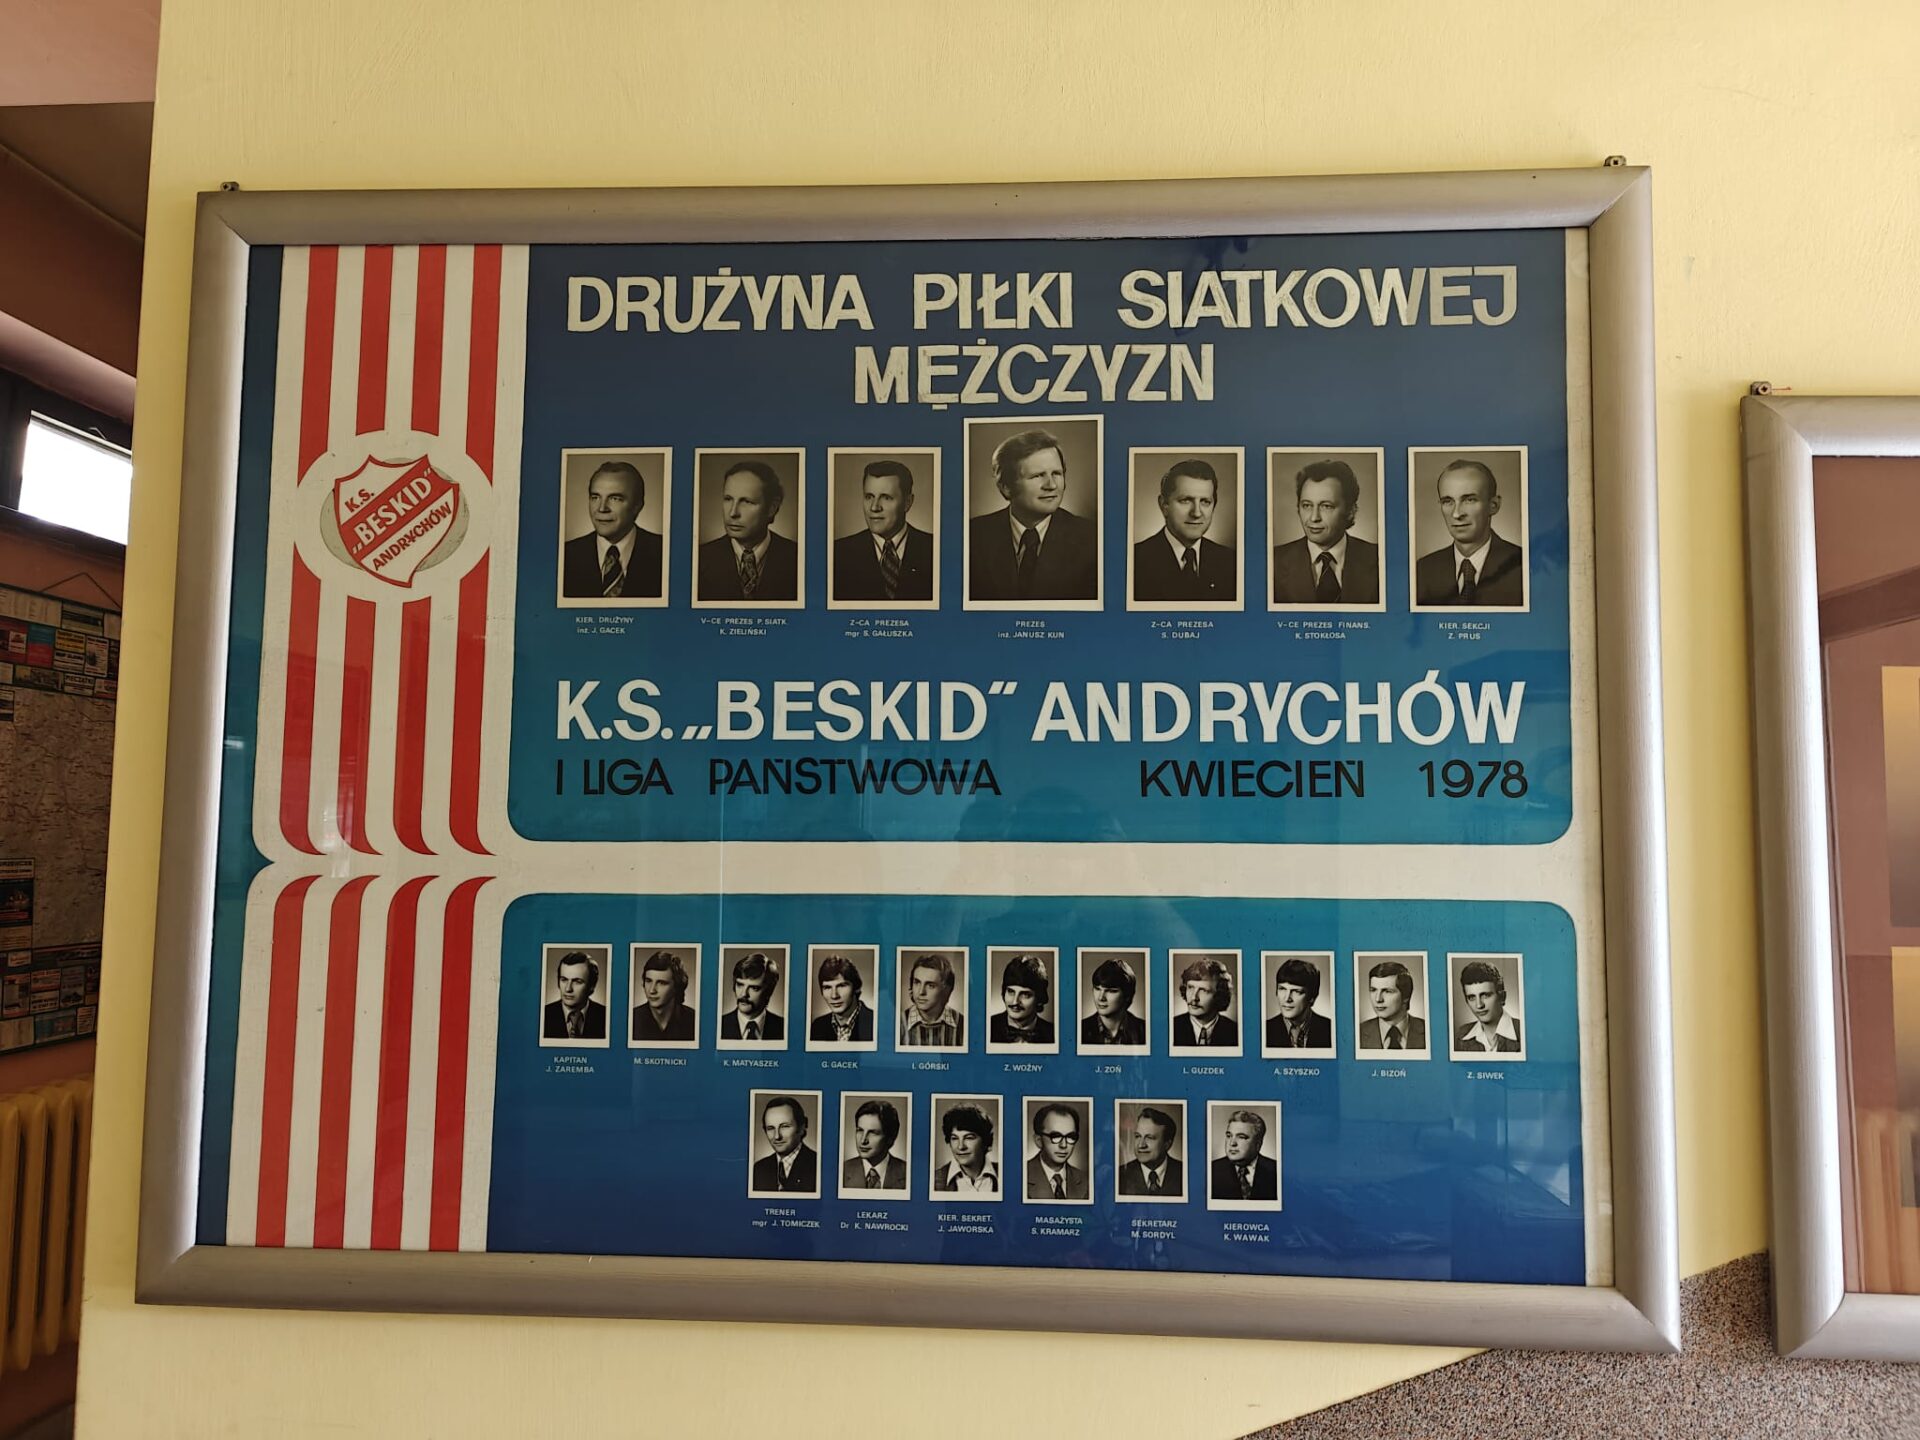 DRUŻYNA PIŁKI SIATKOWEJ
MĘŻCZYZN
K.S.
„BESKID”
ANDRYCHÓW
KIER. DRUŻYNY
inż. J. GACEK
V-CE PREZES P. SIATK.
K. ZIELIŃSKI
Z-CA PREZESA
mgr S. GAŁUSZKA
PREZES
inż. JANUSZ KUN
Z-CA PREZESA
S. DUBAJ
V-CE PREZES FINANS.
K. STOKŁOSA
KIER. SEKCJI
Z. PRUS
K.S. „BESKID” ANDRYCHÓW
I LIGA PAŃSTWOWA KWIECIEŃ 1978
KAPITAN
J. ZAREMBA
M. SKOTNICKI
K. MATYASZEK
G. GACEK
I. GÓRSKI
Z. WOŹNY
J. ZOŃ
L. GUZDEK
A. SZYSZKO
J. BIZOŃ
Z. SIWEK
TRENER
mgr J. TOMICZEK
LEKARZ
Dr K. NAWROCKI
KIER. SEKRET.
J. JAWORSKA
MASAŻYSTA
S. KRAMARZ
SEKRETARZ
M. SORDYL
KIEROWCA
K. WAWAK